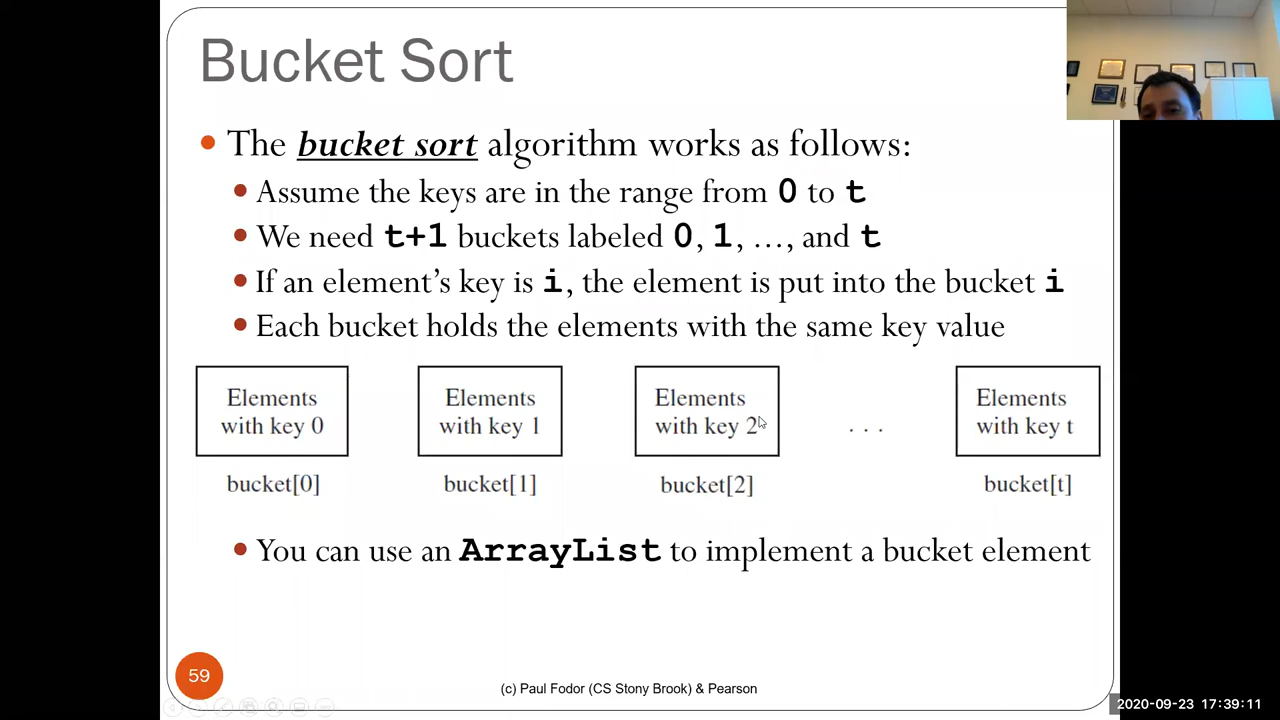 Bucket Sort
• The bucket sort algorithm works as follows:
• Assume the keys are in the range from 0 to t
• We need t+1 buckets labeled 0, 1, …, and t
• If an element’s key is i, the element is put into the bucket i
• Each bucket holds the elements with the same key value
Elements
with key 0
bucket[0]
Elements
with key 1
bucket[1]
Elements
with key 2
bucket[2]
. . .
Elements
with key t
bucket[t]
• You can use an ArrayList to implement a bucket element
59
(c) Paul Fodor (CS Stony Brook) & Pearson
2020-09-23 17:39:11